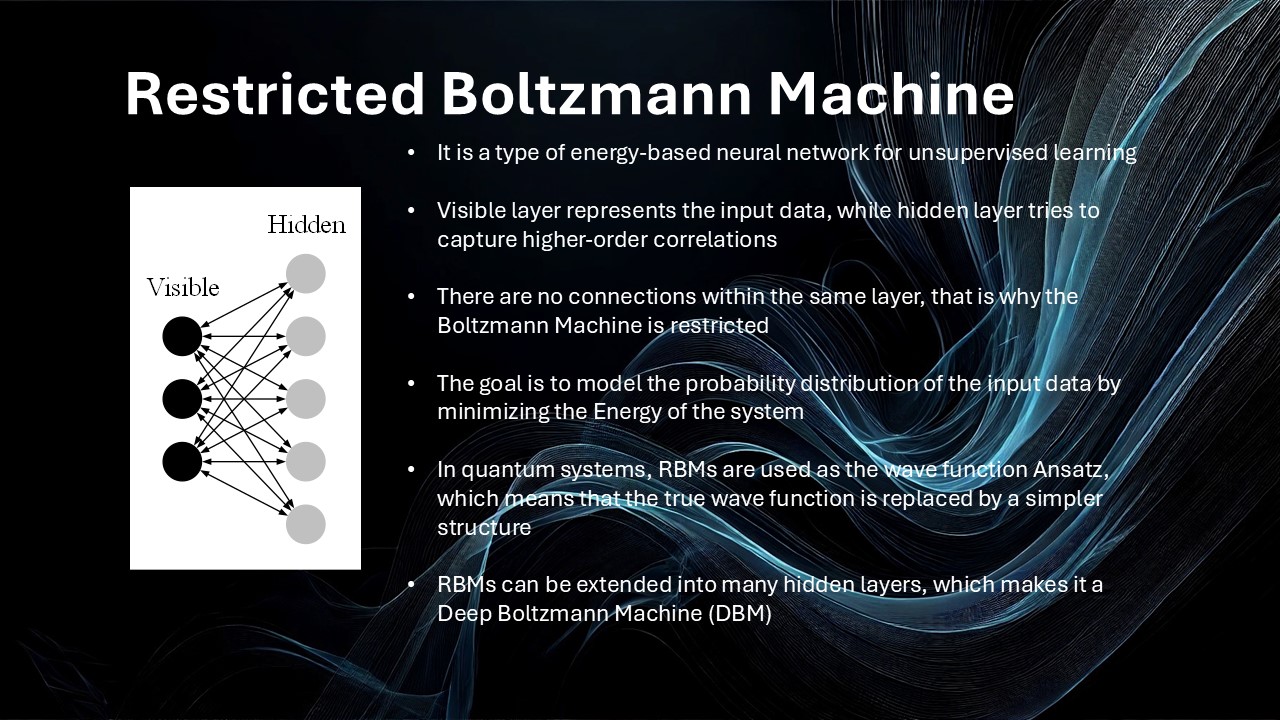 Restricted Boltzmann Machine
Hidden
Visible
• It is a type of energy-based neural network for unsupervised learning
• Visible layer represents the input data, while hidden layer tries to
capture higher-order correlations
• There are no connections within the same layer, that is why the
Boltzmann Machine is restricted
• The goal is to model the probability distribution of the input data by
minimizing the Energy of the system
• In quantum systems, RBMs are used as the wave function Ansatz,
which means that the true wave function is replaced by a simpler
structure
• RBMs can be extended into many hidden layers, which makes it a
Deep Boltzmann Machine (DBM)